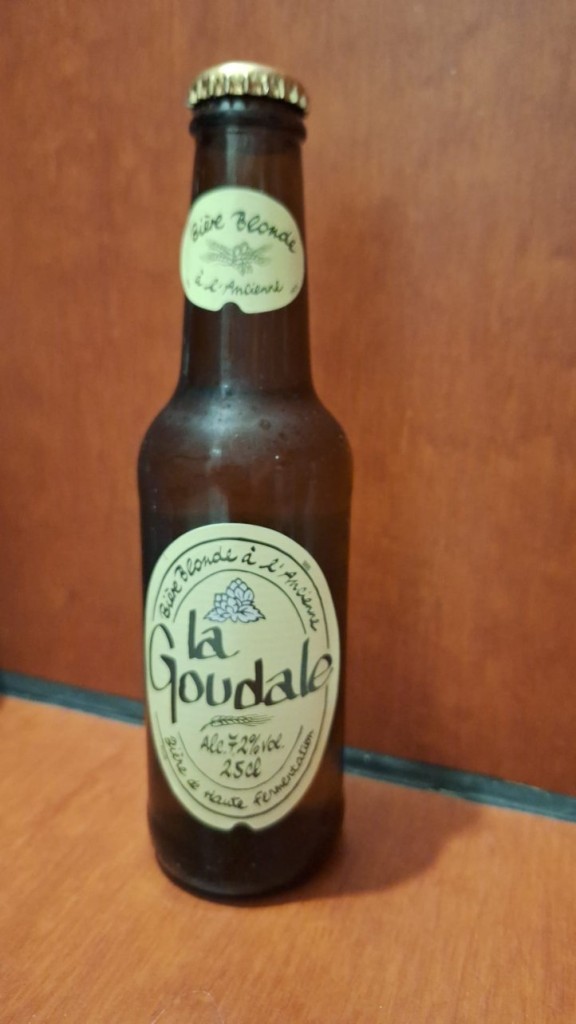 Bière Blonde
à l'Ancienne
Bière Blonde à l'Ancienne
la
Goudale
Alc.7.2%vol.
25cl
Bière de Haute Fermentation